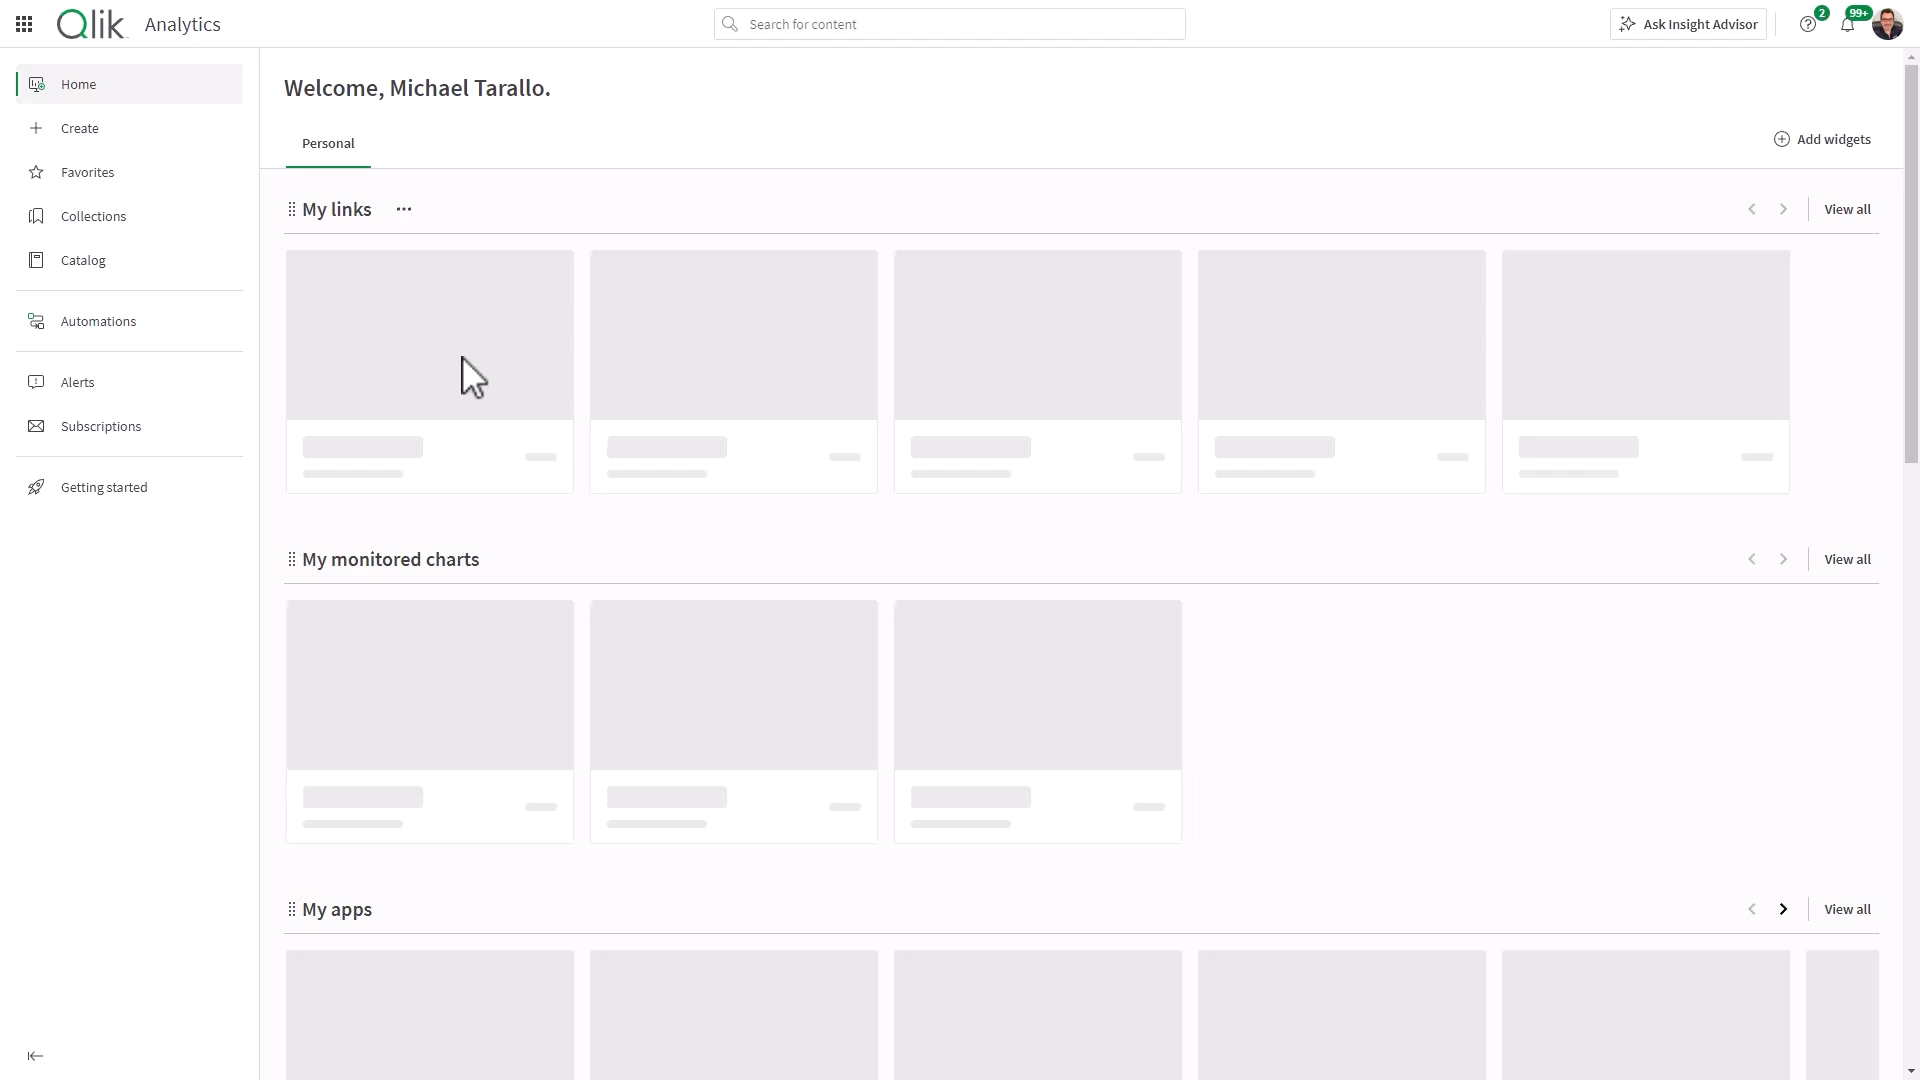 Qlik Analytics
Search for content
Ask Insight Advisor
2
99+
Home
Create
Favorites
Collections
Catalog
Automations
Alerts
Subscriptions
Getting started
Welcome, Michael Tarallo.
Personal
Add widgets
My links
View all
My monitored charts
View all
My apps
View all